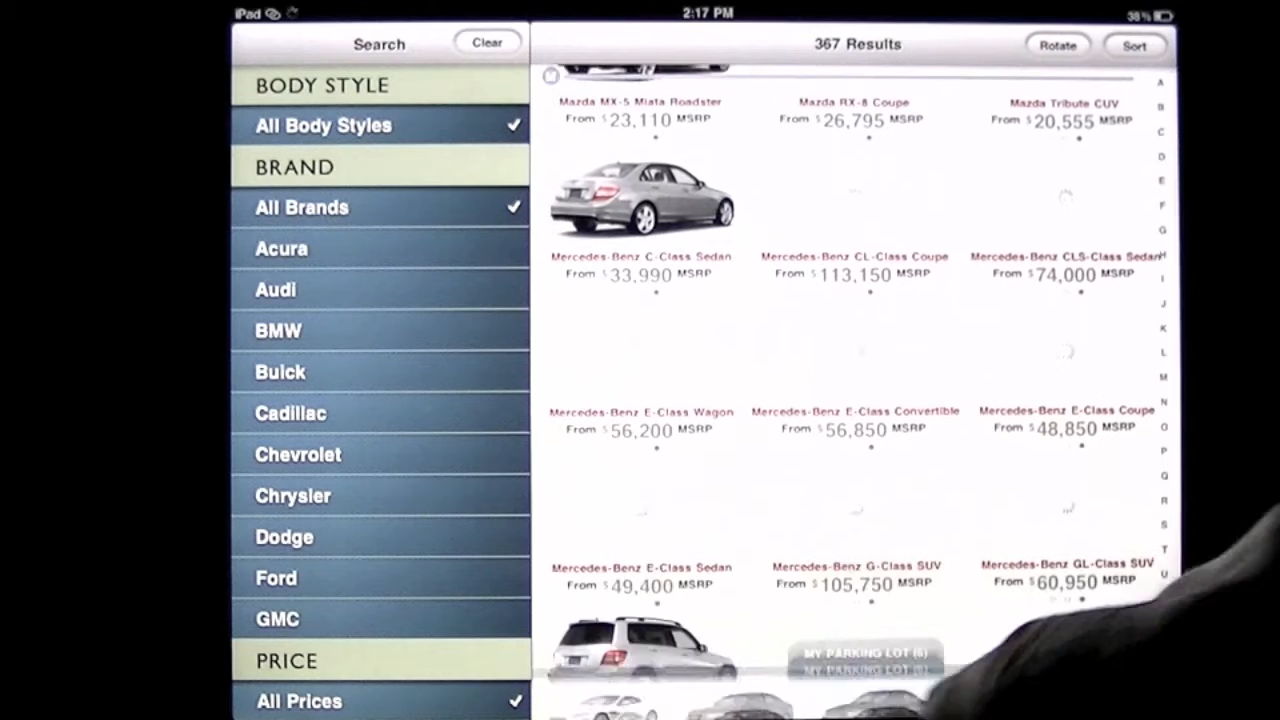 iPad 2:17 PM 38%
Search Clear 367 Results Rotate Sort
BODY STYLE
All Body Styles
BRAND
All Brands
Acura
Audi
BMW
Buick
Cadillac
Chevrolet
Chrysler
Dodge
Ford
GMC
PRICE
All Prices
Mazda MX-5 Miata Roadster Mazda RX-8 Coupe Mazda Tribute CUV
From $23,110 MSRP From $26,795 MSRP From $20,555 MSRP
Mercedes-Benz C-Class Sedan Mercedes-Benz CL-Class Coupe Mercedes-Benz CLS-Class Sedan
From $33,990 MSRP From $113,150 MSRP From $74,000 MSRP
Mercedes-Benz E-Class Wagon Mercedes-Benz E-Class Convertible Mercedes-Benz E-Class Coupe
From $56,200 MSRP From $56,850 MSRP From $48,850 MSRP
Mercedes-Benz E-Class Sedan Mercedes-Benz G-Class SUV Mercedes-Benz GL-Class SUV
From $49,400 MSRP From $105,750 MSRP From $60,950 MSRP
MY PARKING LOT (6)
MY PARKING LOT (6)
A
B
C
D
E
F
G
H
I
J
K
L
M
N
O
P
Q
R
S
T
U